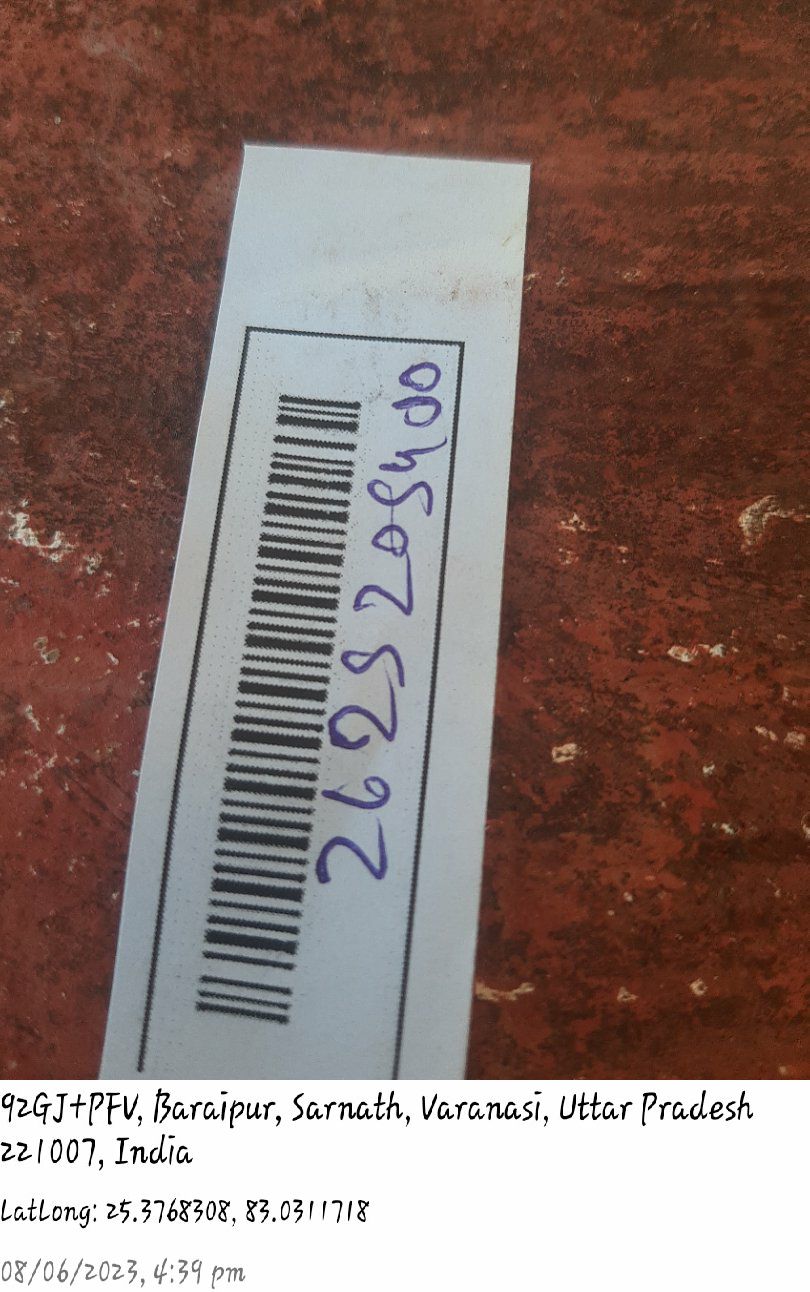 2625205400
92GJ+PFV, Baraipur, Sarnath, Varanasi, Uttar Pradesh
221007, India
LatLong: 25.3768308, 83.0311718
08/06/2023, 4:39 pm